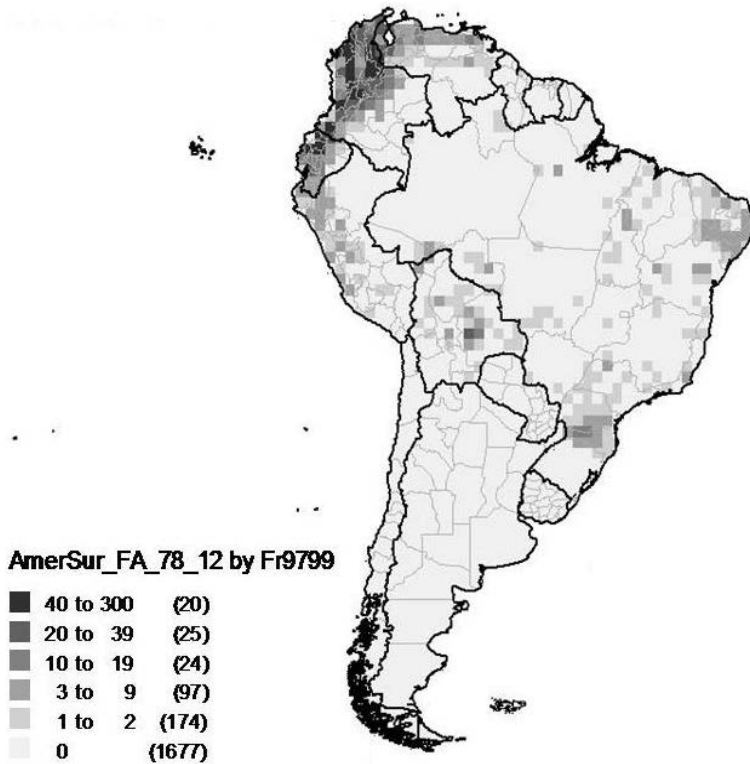 AmerSur_FA_78_12 by Fr9799
40 to 300 (20)
20 to 39 (25)
10 to 19 (24)
3 to 9 (97)
1 to 2 (174)
0 (1677)